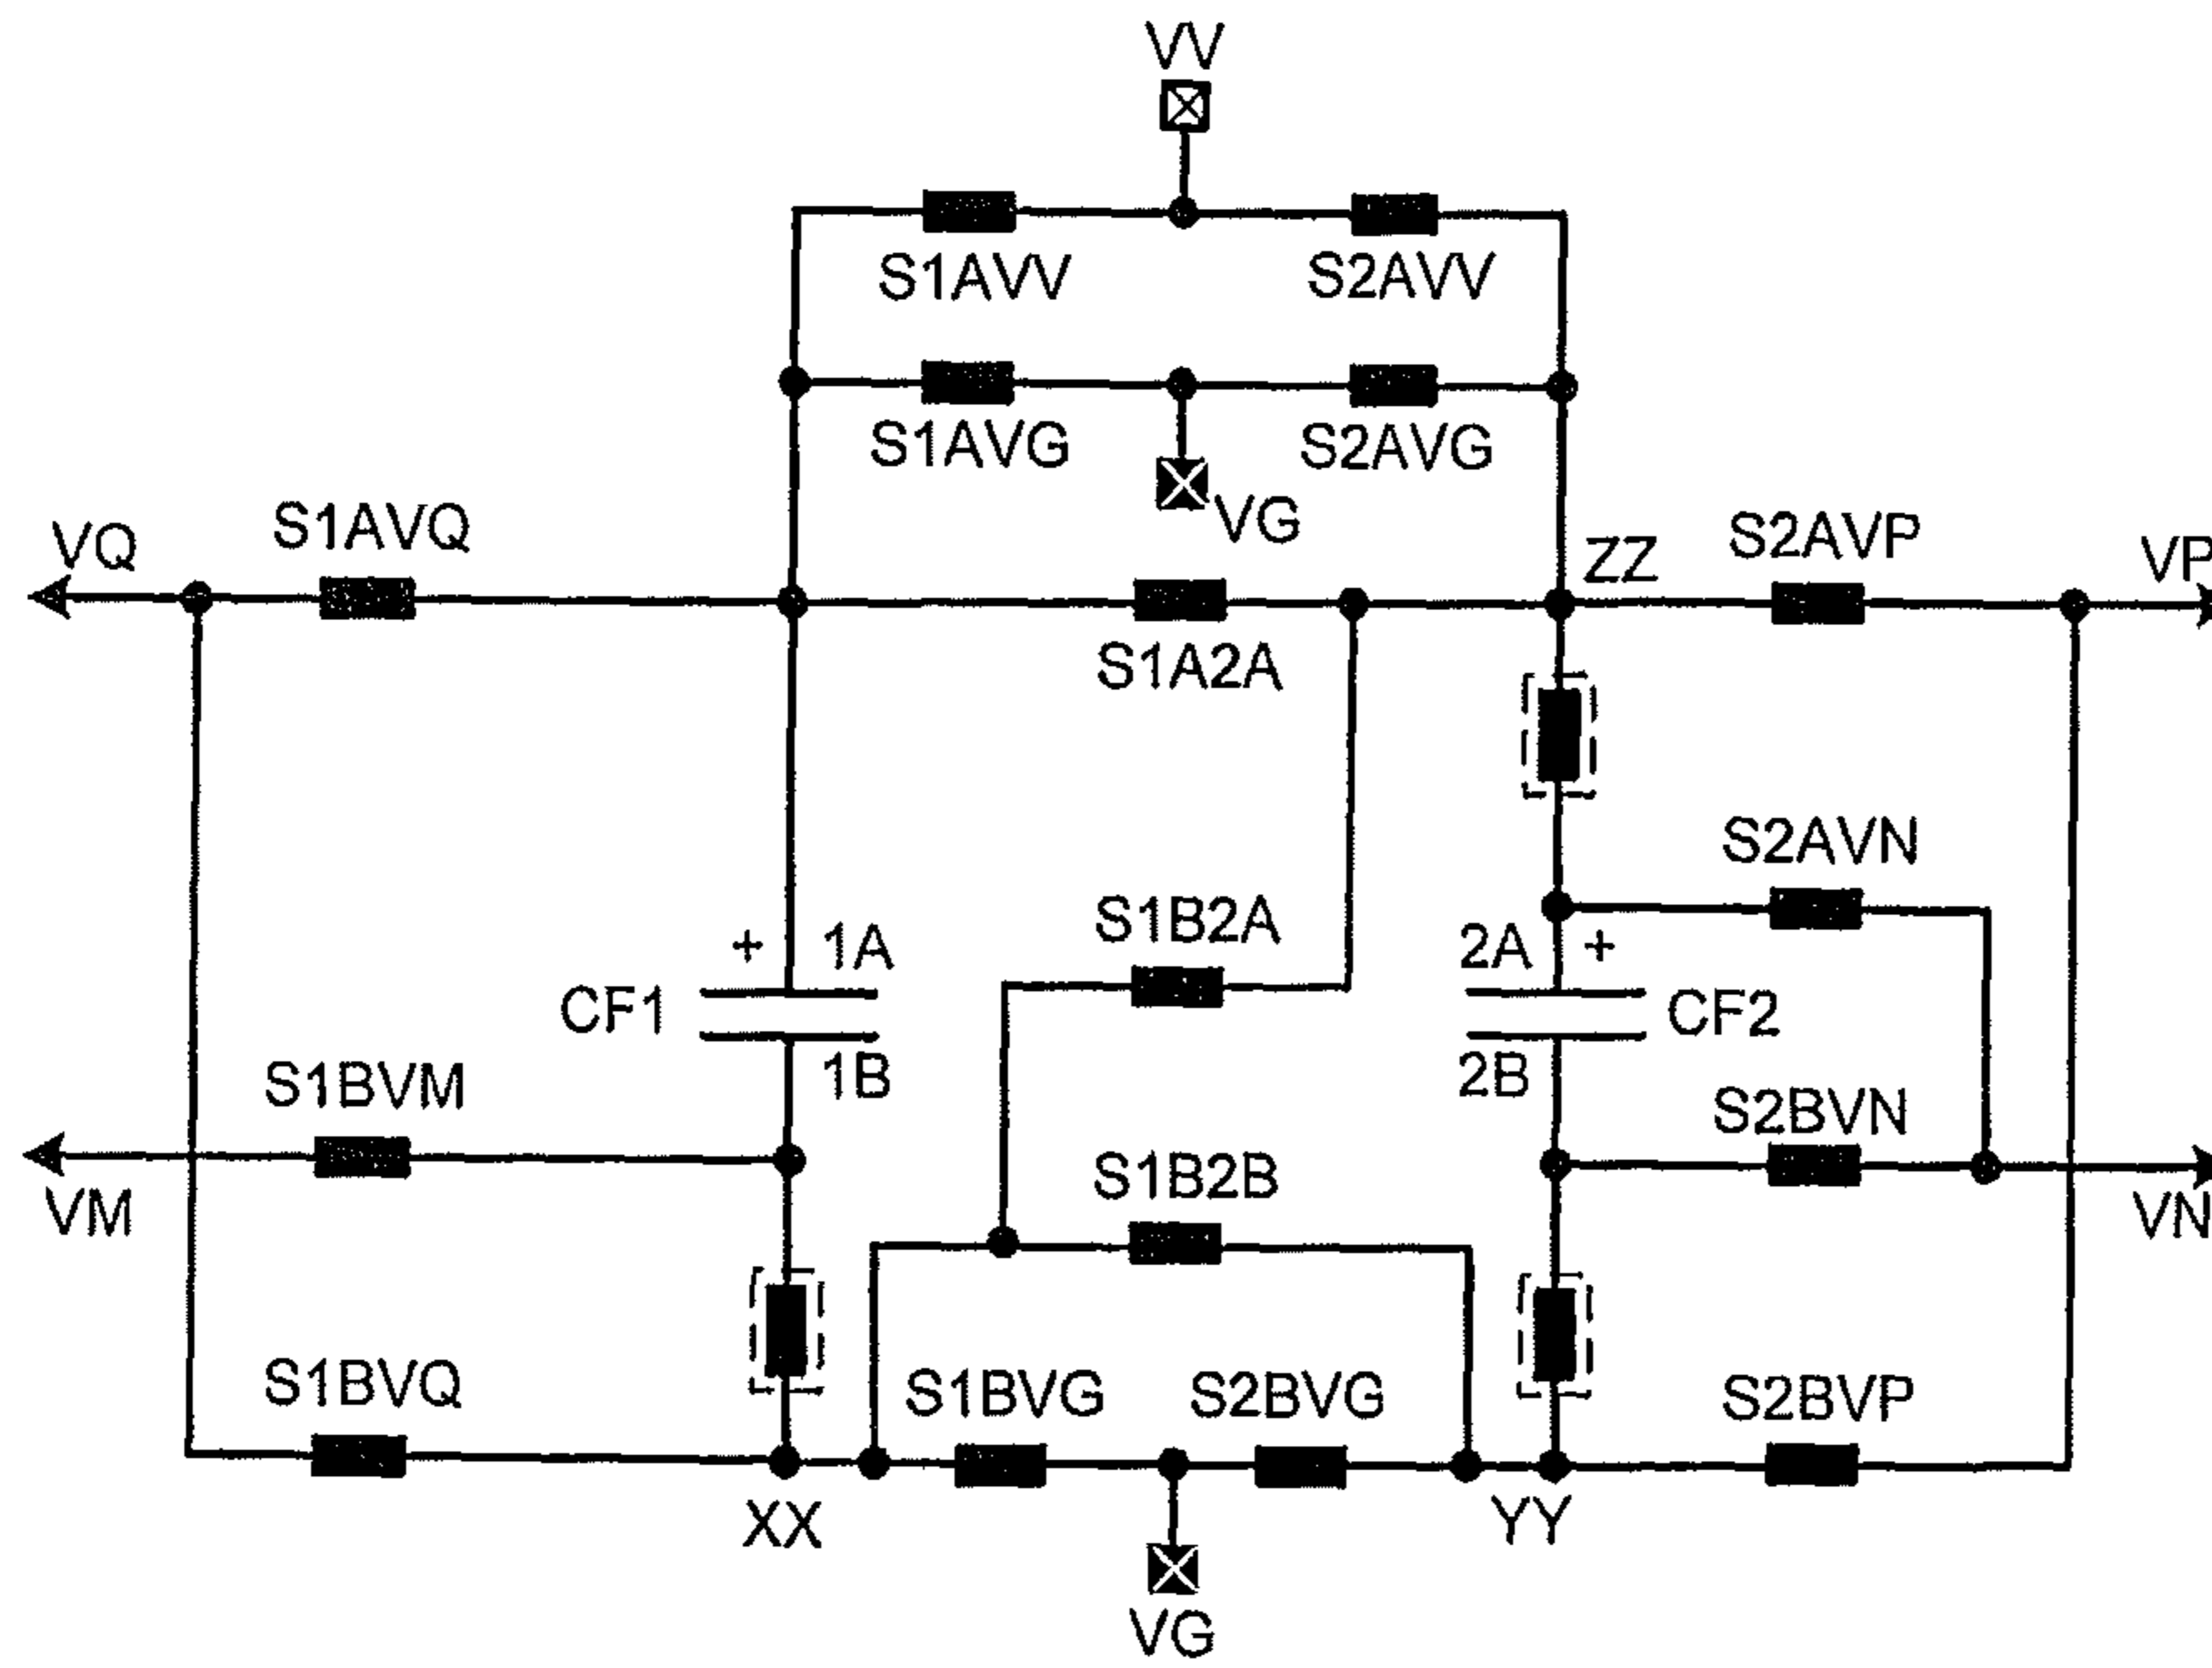 VV
S1AVV
S2AVV
S1AVG
S2AVG
VG
VQ
S1AVQ
ZZ
S2AVP
VP
S1A2A
S2AVN
S1B2A
+ 1A
2A +
CF1
CF2
1B
2B
S1BVM
S2BVN
VM
S1B2B
VN
S1BVQ
S1BVG
S2BVG
S2BVP
XX
YY
VG